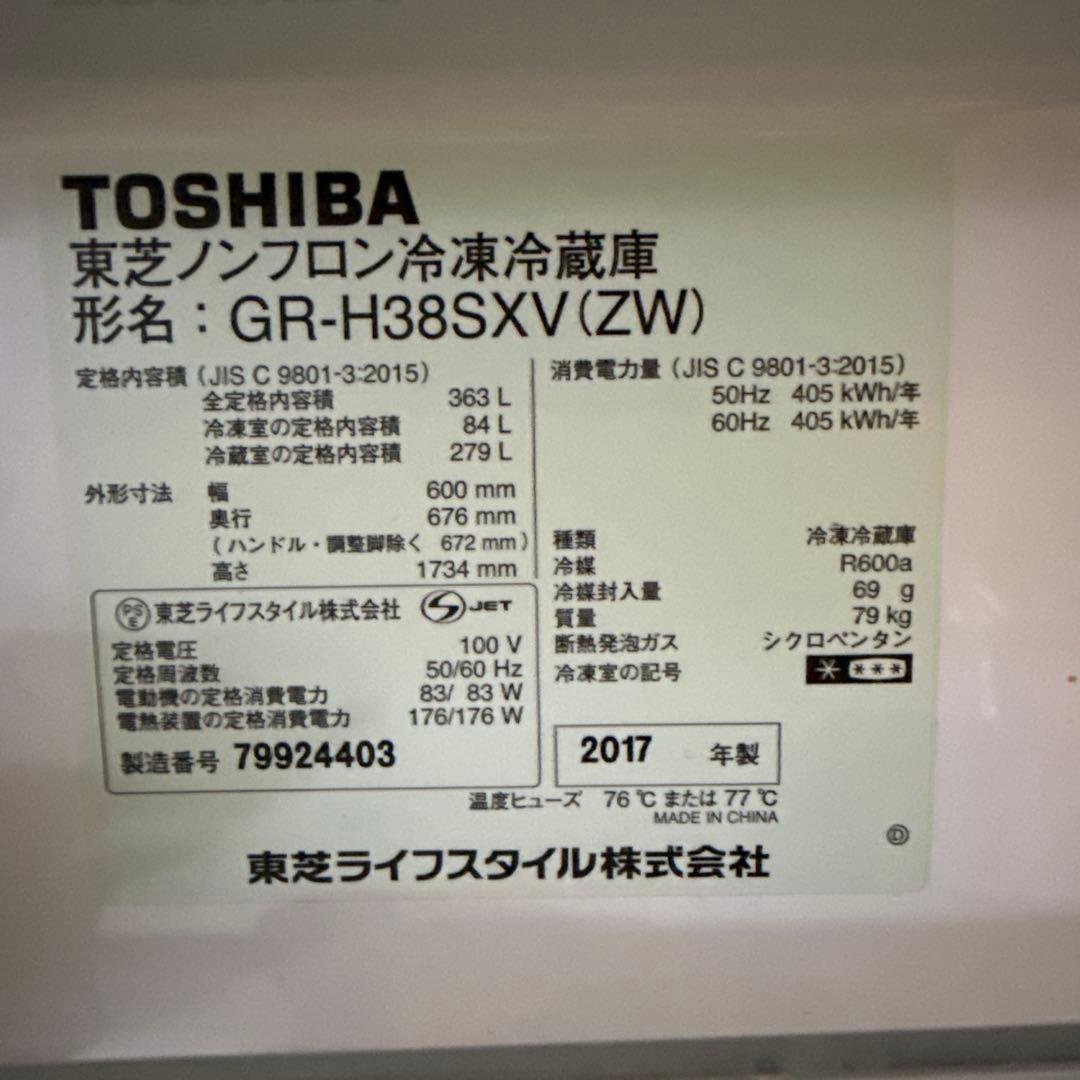 TOSHIBA
東芝ノンフロン冷凍冷蔵庫
形名：GR-H38SXV(ZW)
定格内容積（JIS C 9801-3:2015）
全定格内容積 363 L
冷凍室の定格内容積 84 L
冷蔵室の定格内容積 279 L
外形寸法 幅 600 mm
奥行 676 mm
（ハンドル・調整脚除く 672 mm）
高さ 1734 mm
PSE 東芝ライフスタイル株式会社 S JET
定格電圧 100 V
定格周波数 50/60 Hz
電動機の定格消費電力 83/ 83 W
電熱装置の定格消費電力 176/176 W
製造番号 79924403
消費電力量（JIS C 9801-3:2015）
50Hz 405 kWh/年
60Hz 405 kWh/年
種類 冷凍冷蔵庫
冷媒 R600a
冷媒封入量 69 g
質量 79 kg
断熱発泡ガス シクロペンタン
冷凍室の記号 * ***
2017 年製
温度ヒューズ 76 ℃ または 77 ℃
MADE IN CHINA
Ⓓ
東芝ライフスタイル株式会社